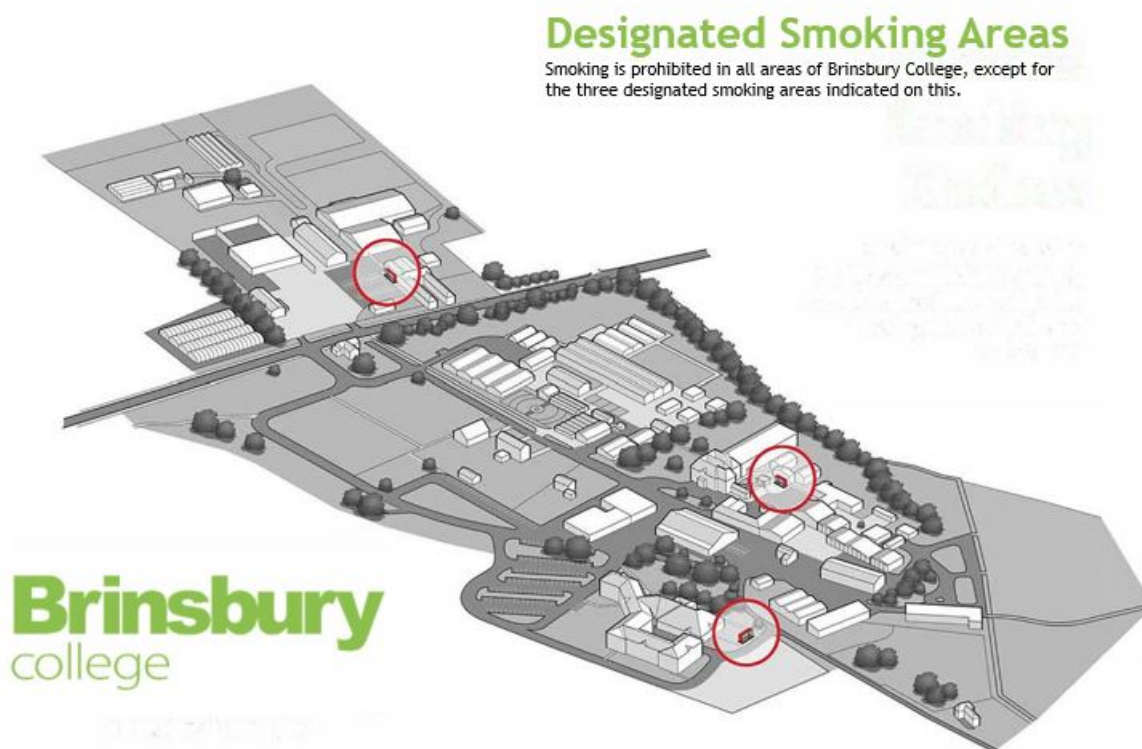 Designated Smoking Areas
Smoking is prohibited in all areas of Brinsbury College, except for
the three designated smoking areas indicated on this.
Brinsbury
college